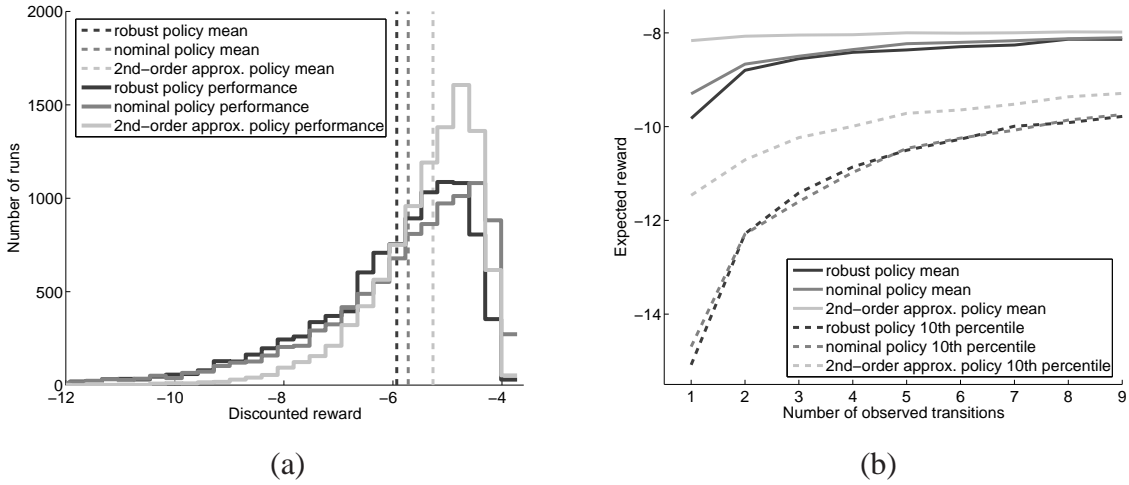 2000
1500
1000
500
0
Number of runs
robust policy mean
nominal policy mean
2nd-order approx. policy mean
robust policy performance
nominal policy performance
2nd-order approx. policy performance
−12
−10
−8
−6
−4
Discounted reward
(a)
−8
−10
−12
−14
Expected reward
robust policy mean
nominal policy mean
2nd-order approx. policy mean
robust policy 10th percentile
nominal policy 10th percentile
2nd-order approx. policy 10th percentile
1
2
3
4
5
6
7
8
9
Number of observed transitions
(b)